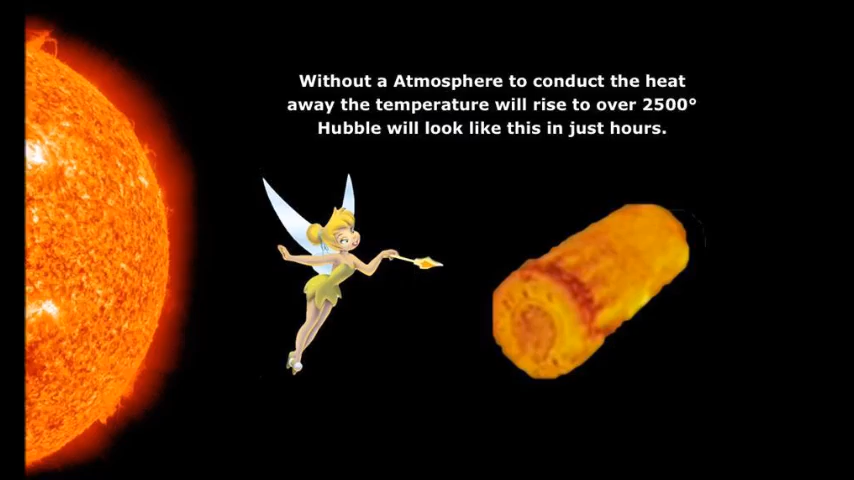 Without a Atmosphere to conduct the heat
away the temperature will rise to over 2500°
Hubble will look like this in just hours.